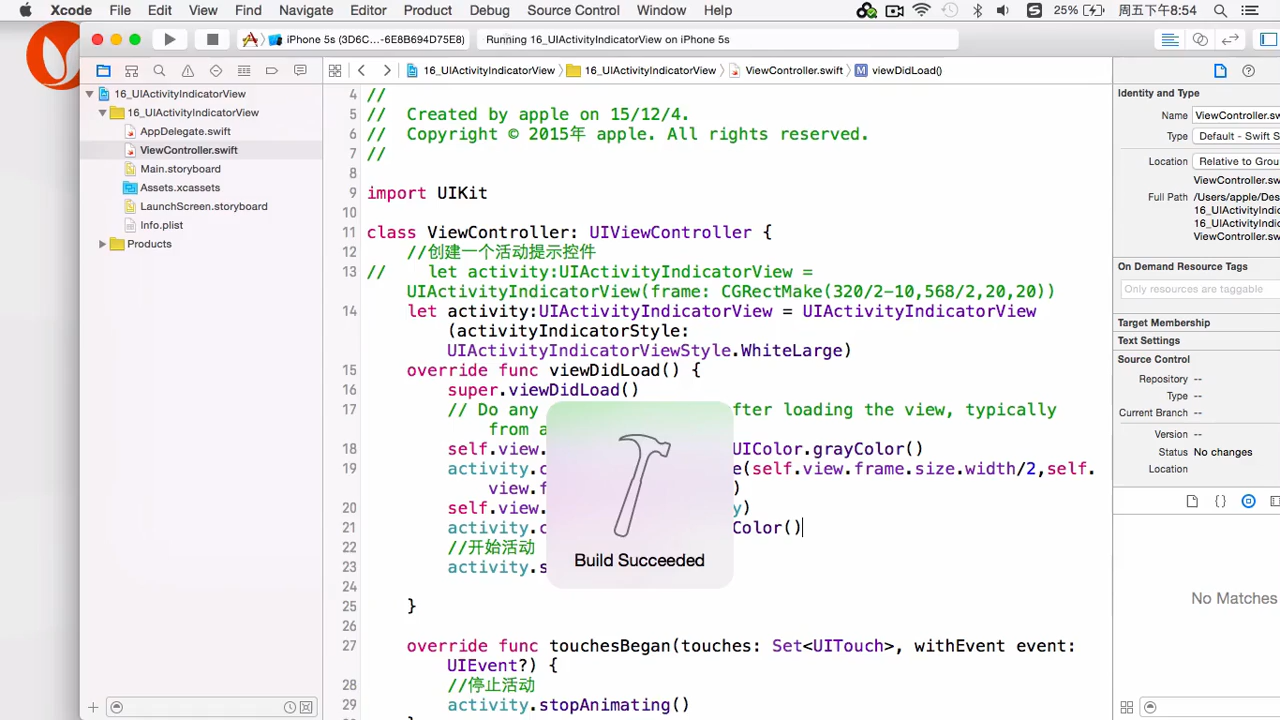 Xcode File Edit View Find Navigate Editor Product Debug Source Control Window Help 25% 周五下午8:54
iPhone 5s (3D6C...-6E8B694D75E8) Running 16_UIActivityIndicatorView on iPhone 5s
16_UIActivityIndicatorView 16_UIActivityIndicatorView ViewController.swift viewDidLoad()
16_UIActivityIndicatorView
16_UIActivityIndicatorView
AppDelegate.swift
ViewController.swift
Main.storyboard
Assets.xcassets
LaunchScreen.storyboard
Info.plist
Products
4 //
5 // Created by apple on 15/12/4.
6 // Copyright © 2015年 apple. All rights reserved.
7 //
8
9 import UIKit
10
11 class ViewController: UIViewController {
12 //创建一个活动提示控件
13 // let activity:UIActivityIndicatorView =
UIActivityIndicatorView(frame: CGRectMake(320/2-10,568/2,20,20))
14 let activity:UIActivityIndicatorView = UIActivityIndicatorView
(activityIndicatorStyle:
UIActivityIndicatorViewStyle.WhiteLarge)
15 override func viewDidLoad() {
16 super.viewDidLoad()
17 // Do any fter loading the view, typically
from a
18 self.view. UIColor.grayColor()
19 activity.c e(self.view.frame.size.width/2,self.
view.f )
20 self.view. y)
21 activity.c Color()
22 //开始活动
23 activity.s
24
25 }
26
27 override func touchesBegan(touches: Set<UITouch>, withEvent event:
UIEvent?) {
28 //停止活动
29 activity.stopAnimating()
Build Succeeded
Identity and Type
Name ViewController.sw
Type Default - Swift S
Location Relative to Grou
ViewController.sw
Full Path /Users/apple/Des
16_UIActivityIndic
16_UIActivityIndic
ViewController.sw
On Demand Resource Tags
Only resources are taggable
Target Membership
Text Settings
Source Control
Repository --
Type --
Current Branch --
Version --
Status No changes
Location
No Matches